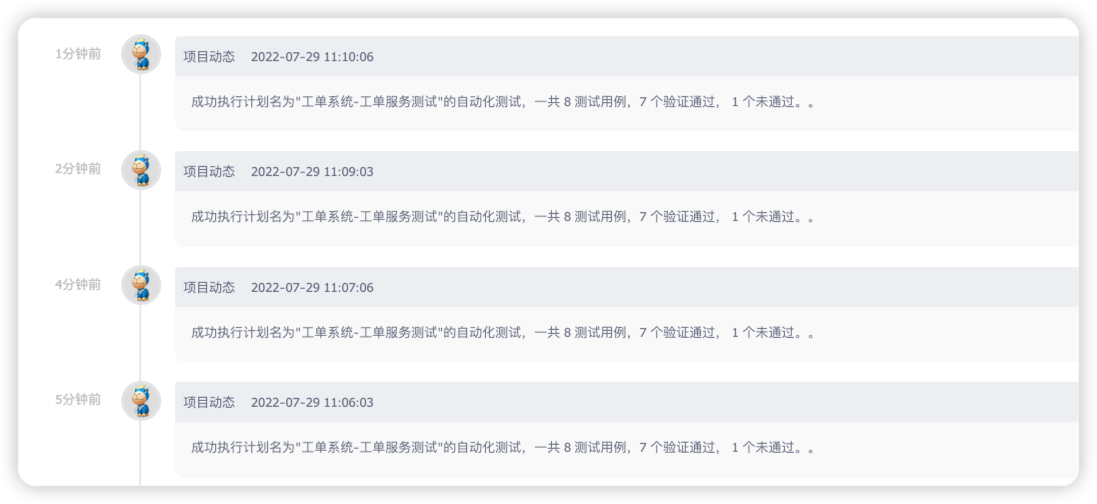 1分钟前
项目动态 2022-07-29 11:10:06
成功执行计划名为"工单系统-工单服务测试"的自动化测试，一共 8 测试用例，7 个验证通过， 1 个未通过。。
2分钟前
项目动态 2022-07-29 11:09:03
成功执行计划名为"工单系统-工单服务测试"的自动化测试，一共 8 测试用例，7 个验证通过， 1 个未通过。。
4分钟前
项目动态 2022-07-29 11:07:06
成功执行计划名为"工单系统-工单服务测试"的自动化测试，一共 8 测试用例，7 个验证通过， 1 个未通过。。
5分钟前
项目动态 2022-07-29 11:06:03
成功执行计划名为"工单系统-工单服务测试"的自动化测试，一共 8 测试用例，7 个验证通过， 1 个未通过。。